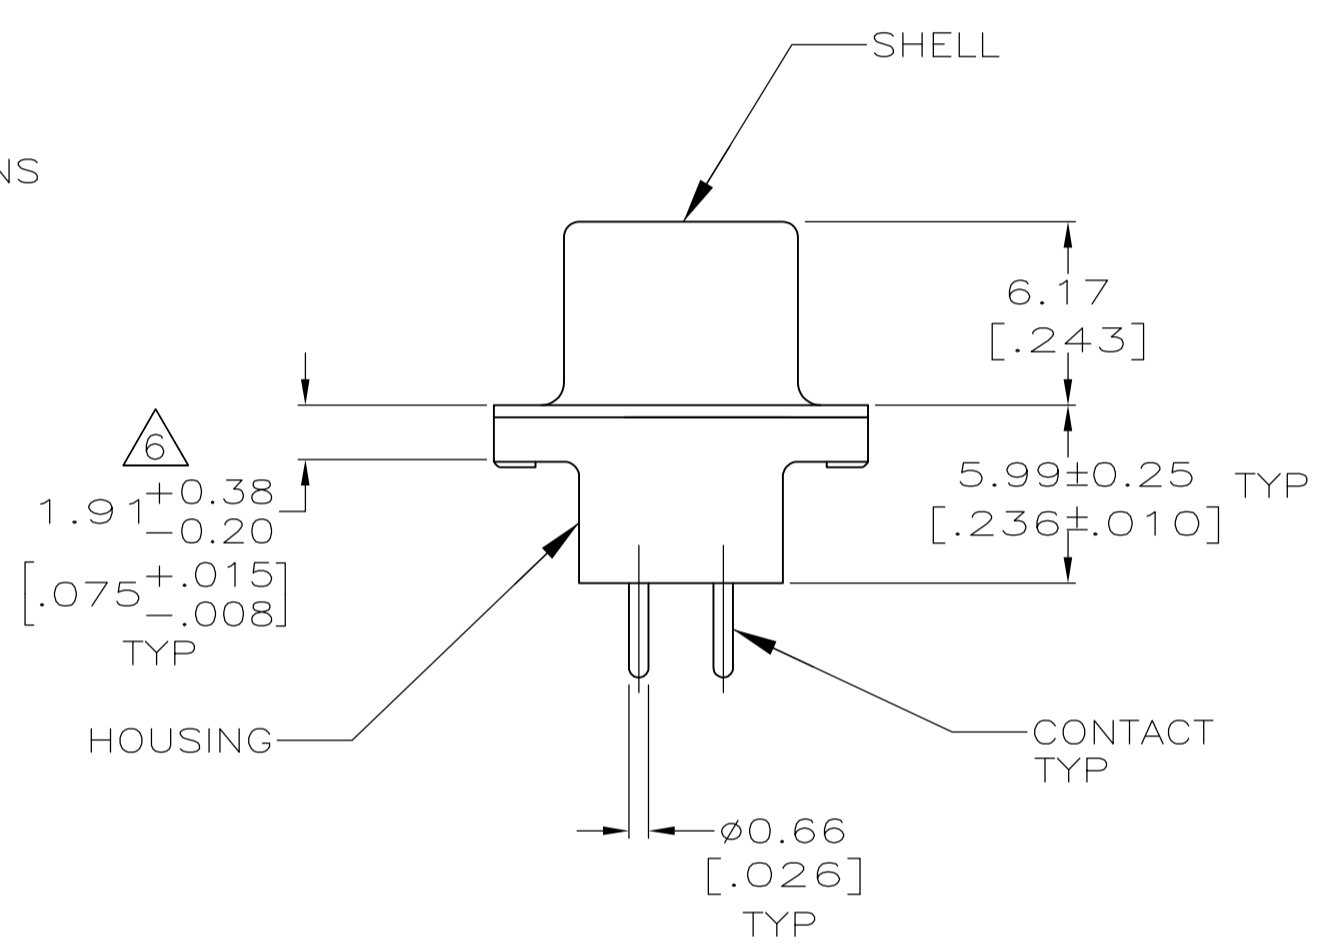 SHELL
NS
6.17
[.243]
6
1.91 +0.38
-0.20
[.075 +.015
-.008]
TYP
5.99±0.25 TYP
[.236±.010]
HOUSING
CONTACT
TYP
ø0.66
[.026]
TYP